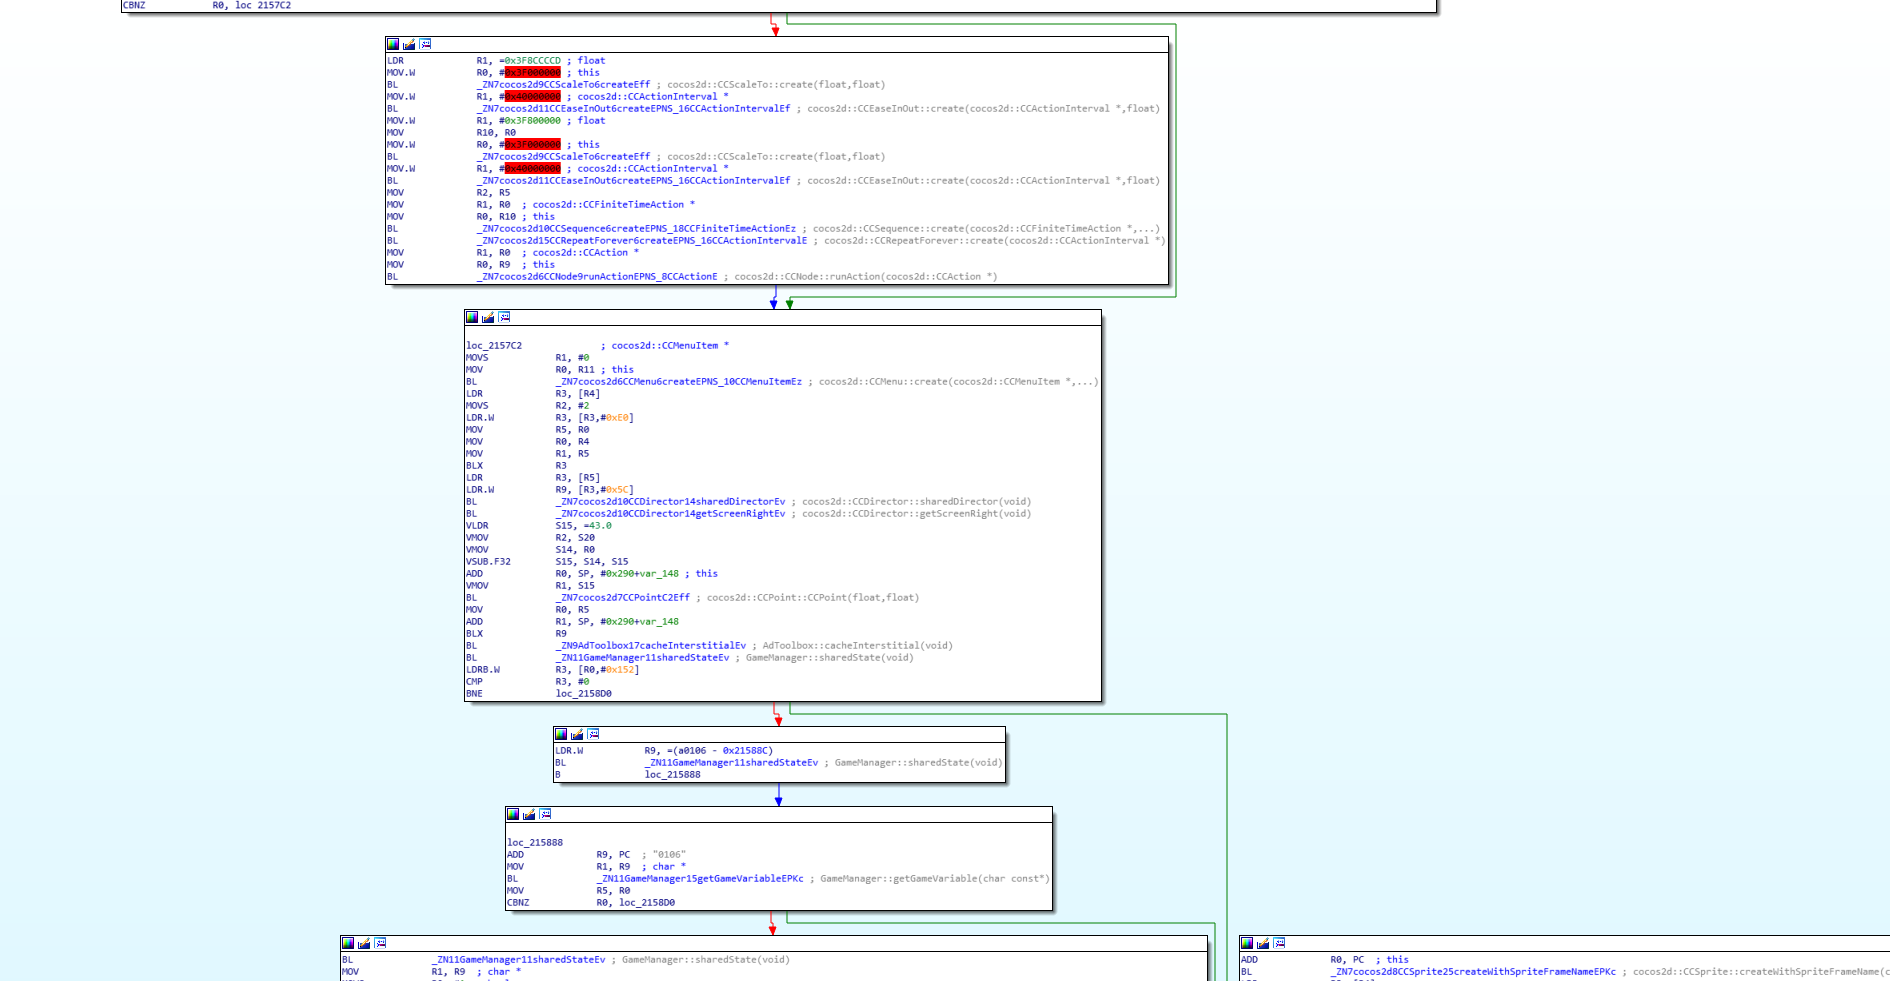 CBNZ R0, loc 2157C2
LDR R1, =0x3F8CCCCD ; float
MOV.W R0, #0x3F000000 ; this
BL _ZN7cocos2d9CCScaleTo6createEff ; cocos2d::CCScaleTo::create(float,float)
MOV.W R1, #0x40000000 ; cocos2d::CCActionInterval *
BL _ZN7cocos2d11CCEaseInOut6createEPNS_16CCActionIntervalEf ; cocos2d::CCEaseInOut::create(cocos2d::CCActionInterval *,float)
MOV.W R1, #0x3F800000 ; float
MOV R10, R0
MOV.W R0, #0x3F000000 ; this
BL _ZN7cocos2d9CCScaleTo6createEff ; cocos2d::CCScaleTo::create(float,float)
MOV.W R1, #0x40000000 ; cocos2d::CCActionInterval *
BL _ZN7cocos2d11CCEaseInOut6createEPNS_16CCActionIntervalEf ; cocos2d::CCEaseInOut::create(cocos2d::CCActionInterval *,float)
MOV R2, R5
MOV R1, R0 ; cocos2d::CCFiniteTimeAction *
MOV R0, R10 ; this
BL _ZN7cocos2d10CCSequence6createEPNS_18CCFiniteTimeActionEz ; cocos2d::CCSequence::create(cocos2d::CCFiniteTimeAction *,...)
BL _ZN7cocos2d15CCRepeatForever6createEPNS_16CCActionIntervalE ; cocos2d::CCRepeatForever::create(cocos2d::CCActionInterval *)
MOV R1, R0 ; cocos2d::CCAction *
MOV R0, R9 ; this
BL _ZN7cocos2d6CCNode9runActionEPNS_8CCActionE ; cocos2d::CCNode::runAction(cocos2d::CCAction *)
loc_2157C2 ; cocos2d::CCMenuItem *
MOVS R1, #0
MOV R0, R11 ; this
BL _ZN7cocos2d6CCMenu6createEPNS_10CCMenuItemEz ; cocos2d::CCMenu::create(cocos2d::CCMenuItem *,...)
LDR R3, [R4]
MOVS R2, #2
LDR.W R3, [R3,#0xE0]
MOV R5, R0
MOV R0, R4
MOV R1, R5
BLX R3
LDR R3, [R5]
LDR.W R9, [R3,#0x5C]
BL _ZN7cocos2d10CCDirector14sharedDirectorEv ; cocos2d::CCDirector::sharedDirector(void)
BL _ZN7cocos2d10CCDirector14getScreenRightEv ; cocos2d::CCDirector::getScreenRight(void)
VLDR S15, =43.0
VMOV R2, S20
VMOV S14, R0
VSUB.F32 S15, S14, S15
ADD R0, SP, #0x290+var_148 ; this
VMOV R1, S15
BL _ZN7cocos2d7CCPointC2Eff ; cocos2d::CCPoint::CCPoint(float,float)
MOV R0, R5
ADD R1, SP, #0x290+var_148
BLX R9
BL _ZN9AdToolbox17cacheInterstitialEv ; AdToolbox::cacheInterstitial(void)
BL _ZN11GameManager11sharedStateEv ; GameManager::sharedState(void)
LDRB.W R3, [R0,#0x152]
CMP R3, #0
BNE loc_2158D0
LDR.W R9, =(a0106 - 0x21588C)
BL _ZN11GameManager11sharedStateEv ; GameManager::sharedState(void)
B loc_215888
loc_215888
ADD R9, PC ; "0106"
MOV R1, R9 ; char *
BL _ZN11GameManager15getGameVariableEPKc ; GameManager::getGameVariable(char const*)
MOV R5, R0
CBNZ R0, loc_2158D0
BL _ZN11GameManager11sharedStateEv ; GameManager::sharedState(void)
MOV R1, R9 ; char *
ADD R0, PC ; this
BL _ZN7cocos2d8CCSprite25createWithSpriteFrameNameEPKc ; cocos2d::CCSprite::createWithSpriteFrameName(c